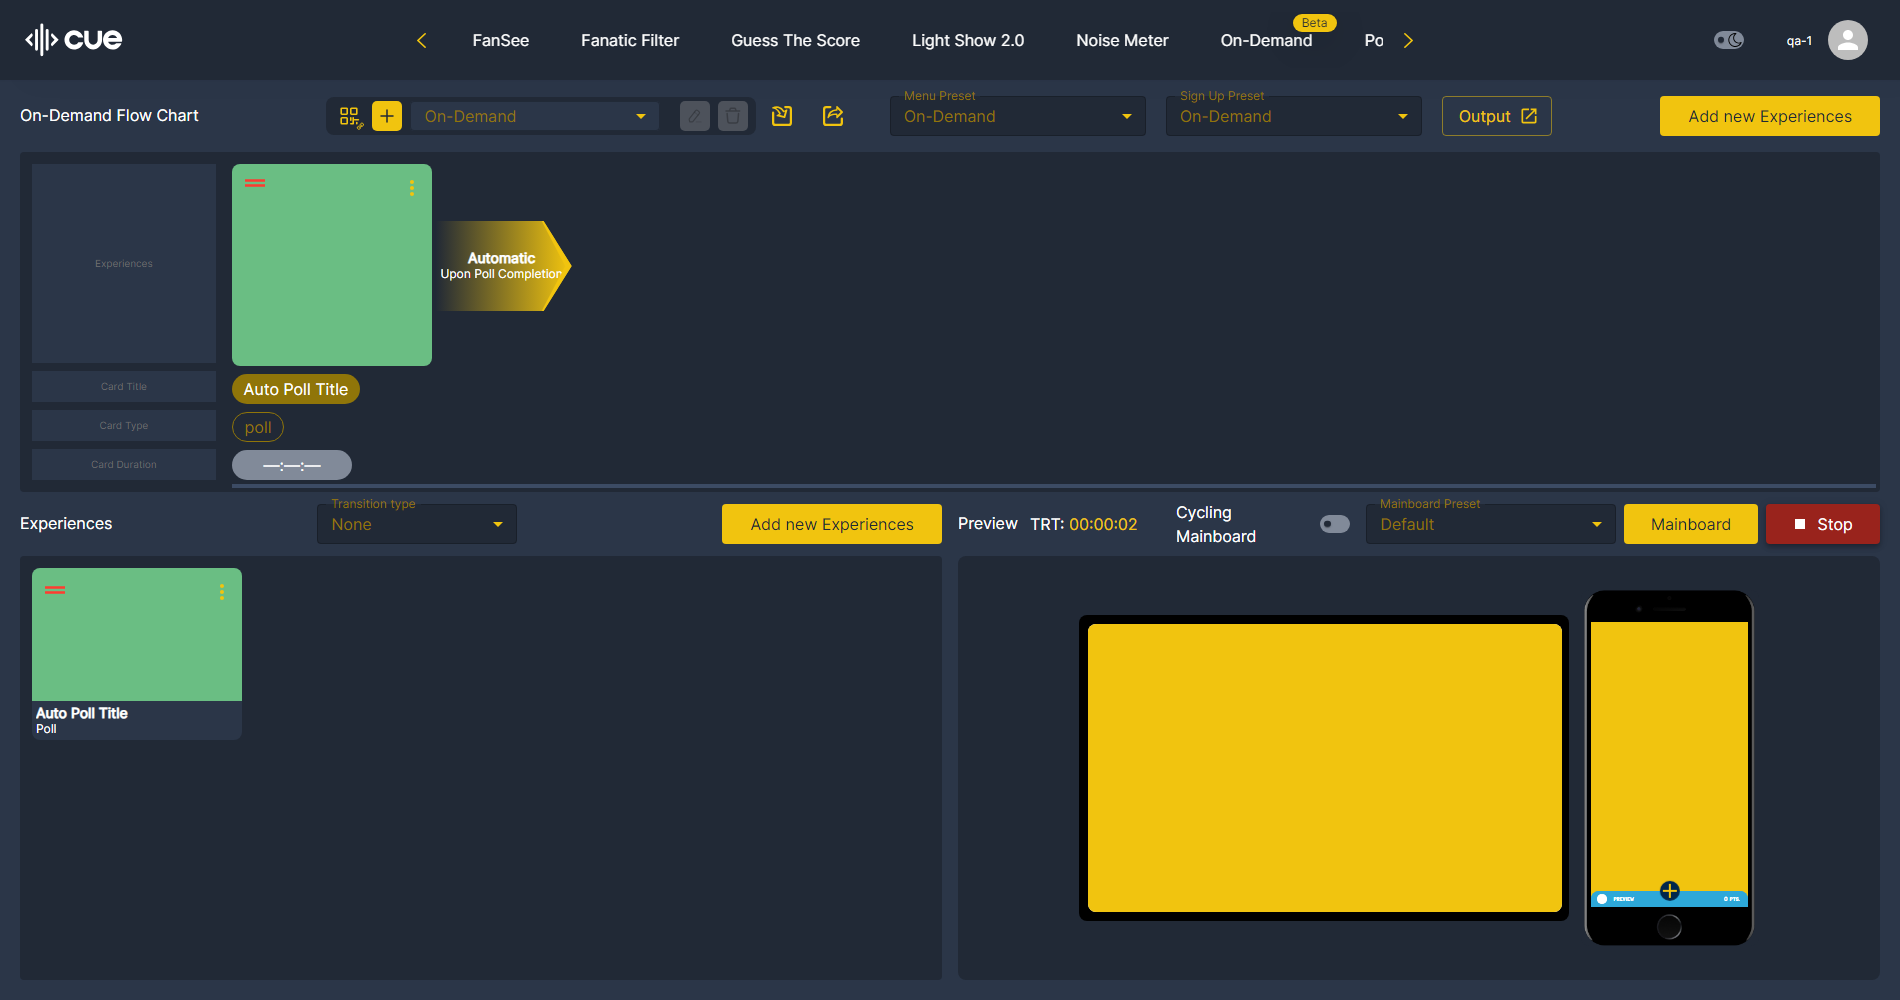 cue
FanSee
Fanatic Filter
Guess The Score
Light Show 2.0
Noise Meter
On-Demand
Beta
Po
qa-1
On-Demand Flow Chart
On-Demand
Menu Preset
On-Demand
Sign Up Preset
On-Demand
Output
Add new Experiences
Experiences
Automatic
Upon Poll Completion
Card Title
Auto Poll Title
Card Type
poll
Card Duration
—:—:—
Experiences
Transition type
None
Add new Experiences
Preview
TRT: 00:00:02
Cycling
Mainboard
Mainboard Preset
Default
Mainboard
Stop
Auto Poll Title
Poll
PREVIEW
0 PTS.